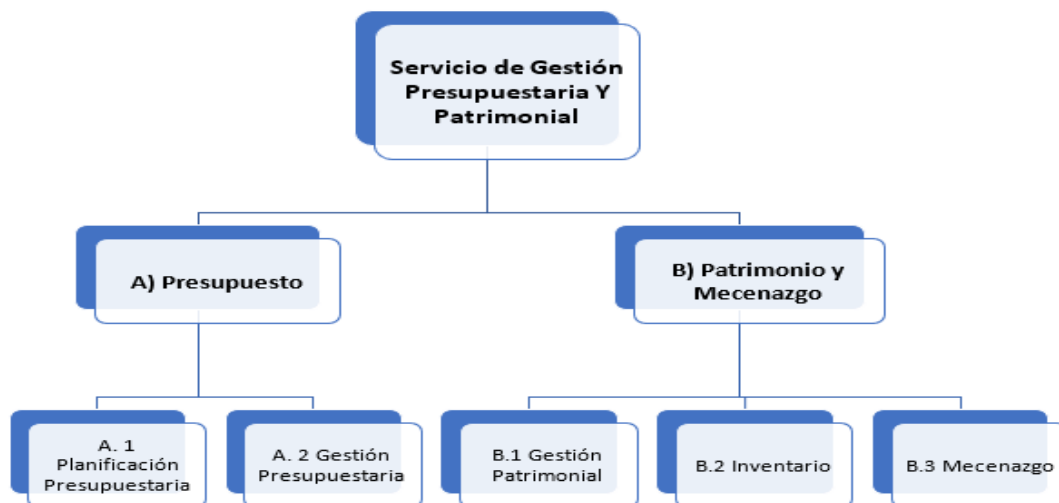 Servicio de Gestión
Presupuestaria Y
Patrimonial
A) Presupuesto
B) Patrimonio y
Mecenazgo
A. 1
Planificación
Presupuestaria
A. 2 Gestión
Presupuestaria
B.1 Gestión
Patrimonial
B.2 Inventario
B.3 Mecenazgo